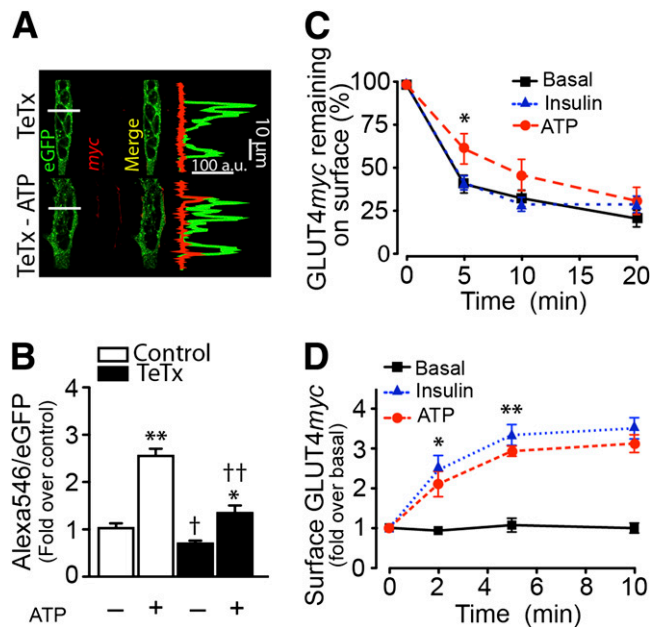 A
TeTx
TeTx - ATP
eGFP
myc
Merge
100 a.u.
10 μm
B
Control
TeTx
Alexa546/eGFP
(Fold over control)
4
3
2
1
0
**
†
††
*
ATP
– + – +
C
GLUT4myc remaining
on surface (%)
100
75
50
25
0
Basal
Insulin
ATP
*
0 5 10 15 20
Time (min)
D
Basal
Insulin
ATP
Surface GLUT4myc
(fold over basal)
4
3
2
1
0
*
**
0 2 4 6 8 10
Time (min)